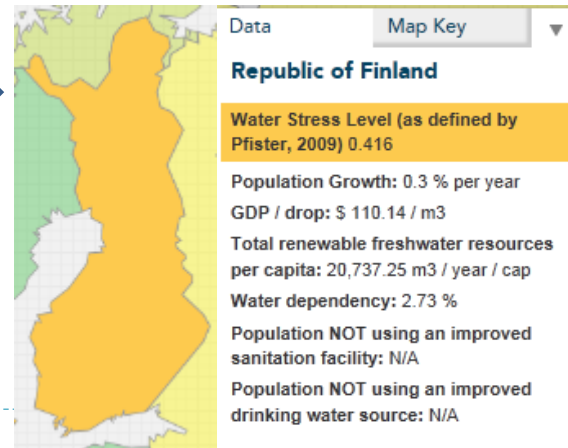 Data
Map Key
Republic of Finland
Water Stress Level (as defined by
Pfister, 2009) 0.416
Population Growth: 0.3 % per year
GDP / drop: $ 110.14 / m3
Total renewable freshwater resources
per capita: 20,737.25 m3 / year / cap
Water dependency: 2.73 %
Population NOT using an improved
sanitation facility: N/A
Population NOT using an improved
drinking water source: N/A